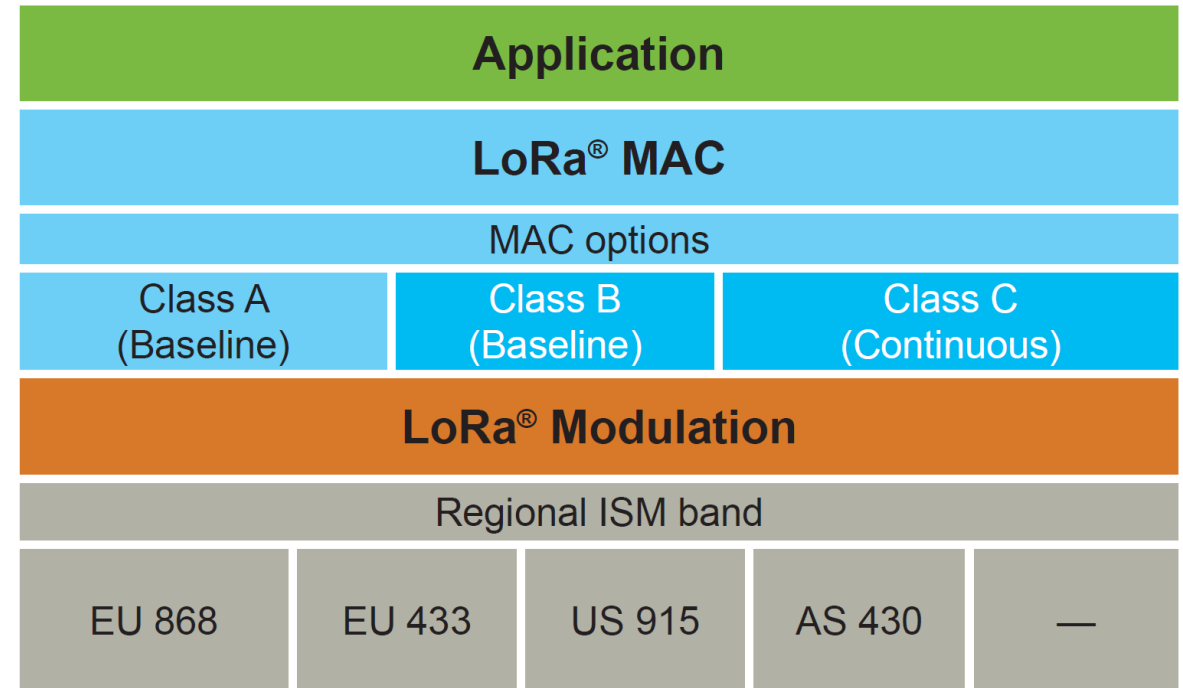 Application
LoRa® MAC
MAC options
Class A
(Baseline)
Class B
(Baseline)
Class C
(Continuous)
LoRa® Modulation
Regional ISM band
EU 868
EU 433
US 915
AS 430
—